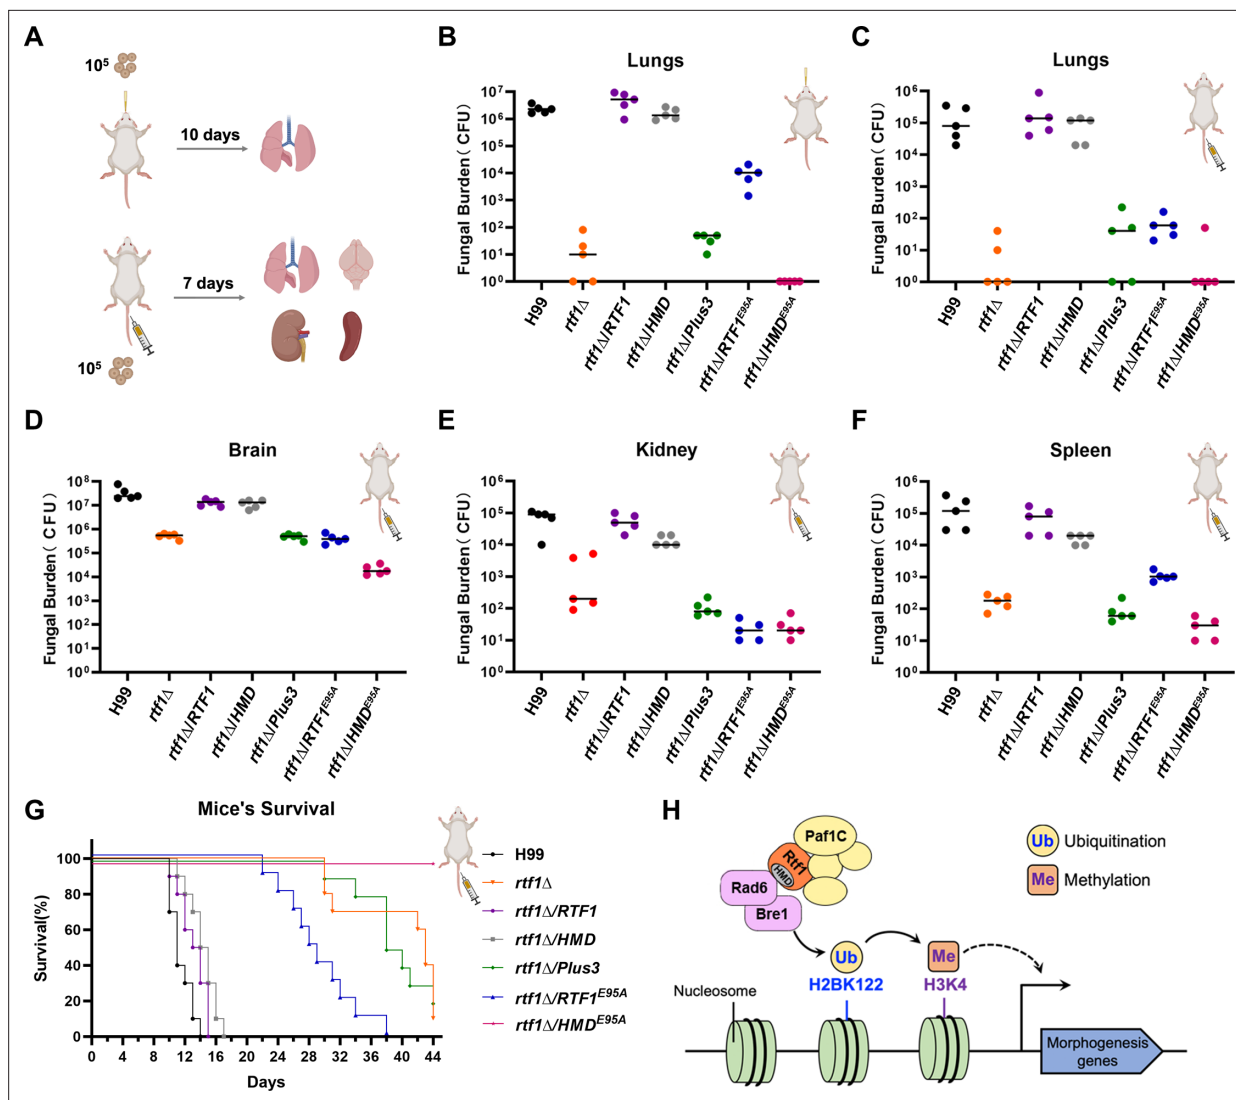 A
10⁵
10 days
7 days
10⁵
B
Lungs
Fungal Burden( CFU)
10⁷
10⁶
10⁵
10⁴
10³
10²
10¹
10⁰
H99
rtf1Δ
rtf1Δ/RTF1
rtf1Δ/HMD
rtf1Δ/Plus3
rtf1Δ/RTF1ᴱ⁹⁵ᴬ
rtf1Δ/HMDᴱ⁹⁵ᴬ
C
Lungs
Fungal Burden( CFU)
10⁶
10⁵
10⁴
10³
10²
10¹
10⁰
H99
rtf1Δ
rtf1Δ/RTF1
rtf1Δ/HMD
rtf1Δ/Plus3
rtf1Δ/RTF1ᴱ⁹⁵ᴬ
rtf1Δ/HMDᴱ⁹⁵ᴬ
D
Brain
Fungal Burden( CFU)
10⁸
10⁷
10⁶
10⁵
10⁴
10³
10²
10¹
10⁰
H99
rtf1Δ
rtf1Δ/RTF1
rtf1Δ/HMD
rtf1Δ/Plus3
rtf1Δ/RTF1ᴱ⁹⁵ᴬ
rtf1Δ/HMDᴱ⁹⁵ᴬ
E
Kidney
Fungal Burden( CFU)
10⁶
10⁵
10⁴
10³
10²
10¹
10⁰
H99
rtf1Δ
rtf1Δ/RTF1
rtf1Δ/HMD
rtf1Δ/Plus3
rtf1Δ/RTF1ᴱ⁹⁵ᴬ
rtf1Δ/HMDᴱ⁹⁵ᴬ
F
Spleen
Fungal Burden( CFU)
10⁶
10⁵
10⁴
10³
10²
10¹
10⁰
H99
rtf1Δ
rtf1Δ/RTF1
rtf1Δ/HMD
rtf1Δ/Plus3
rtf1Δ/RTF1ᴱ⁹⁵ᴬ
rtf1Δ/HMDᴱ⁹⁵ᴬ
G
Mice's Survival
Survival(%)
100
80
60
40
20
0
0 4 8 12 16 20 24 28 32 36 40 44
Days
H99
rtf1Δ
rtf1Δ/RTF1
rtf1Δ/HMD
rtf1Δ/Plus3
rtf1Δ/RTF1ᴱ⁹⁵ᴬ
rtf1Δ/HMDᴱ⁹⁵ᴬ
H
Paf1C
Rtf1
HMD
Rad6
Bre1
Ub Ubiquitination
Me Methylation
Ub
Me
H2BK122
H3K4
Nucleosome
Morphogenesis
genes